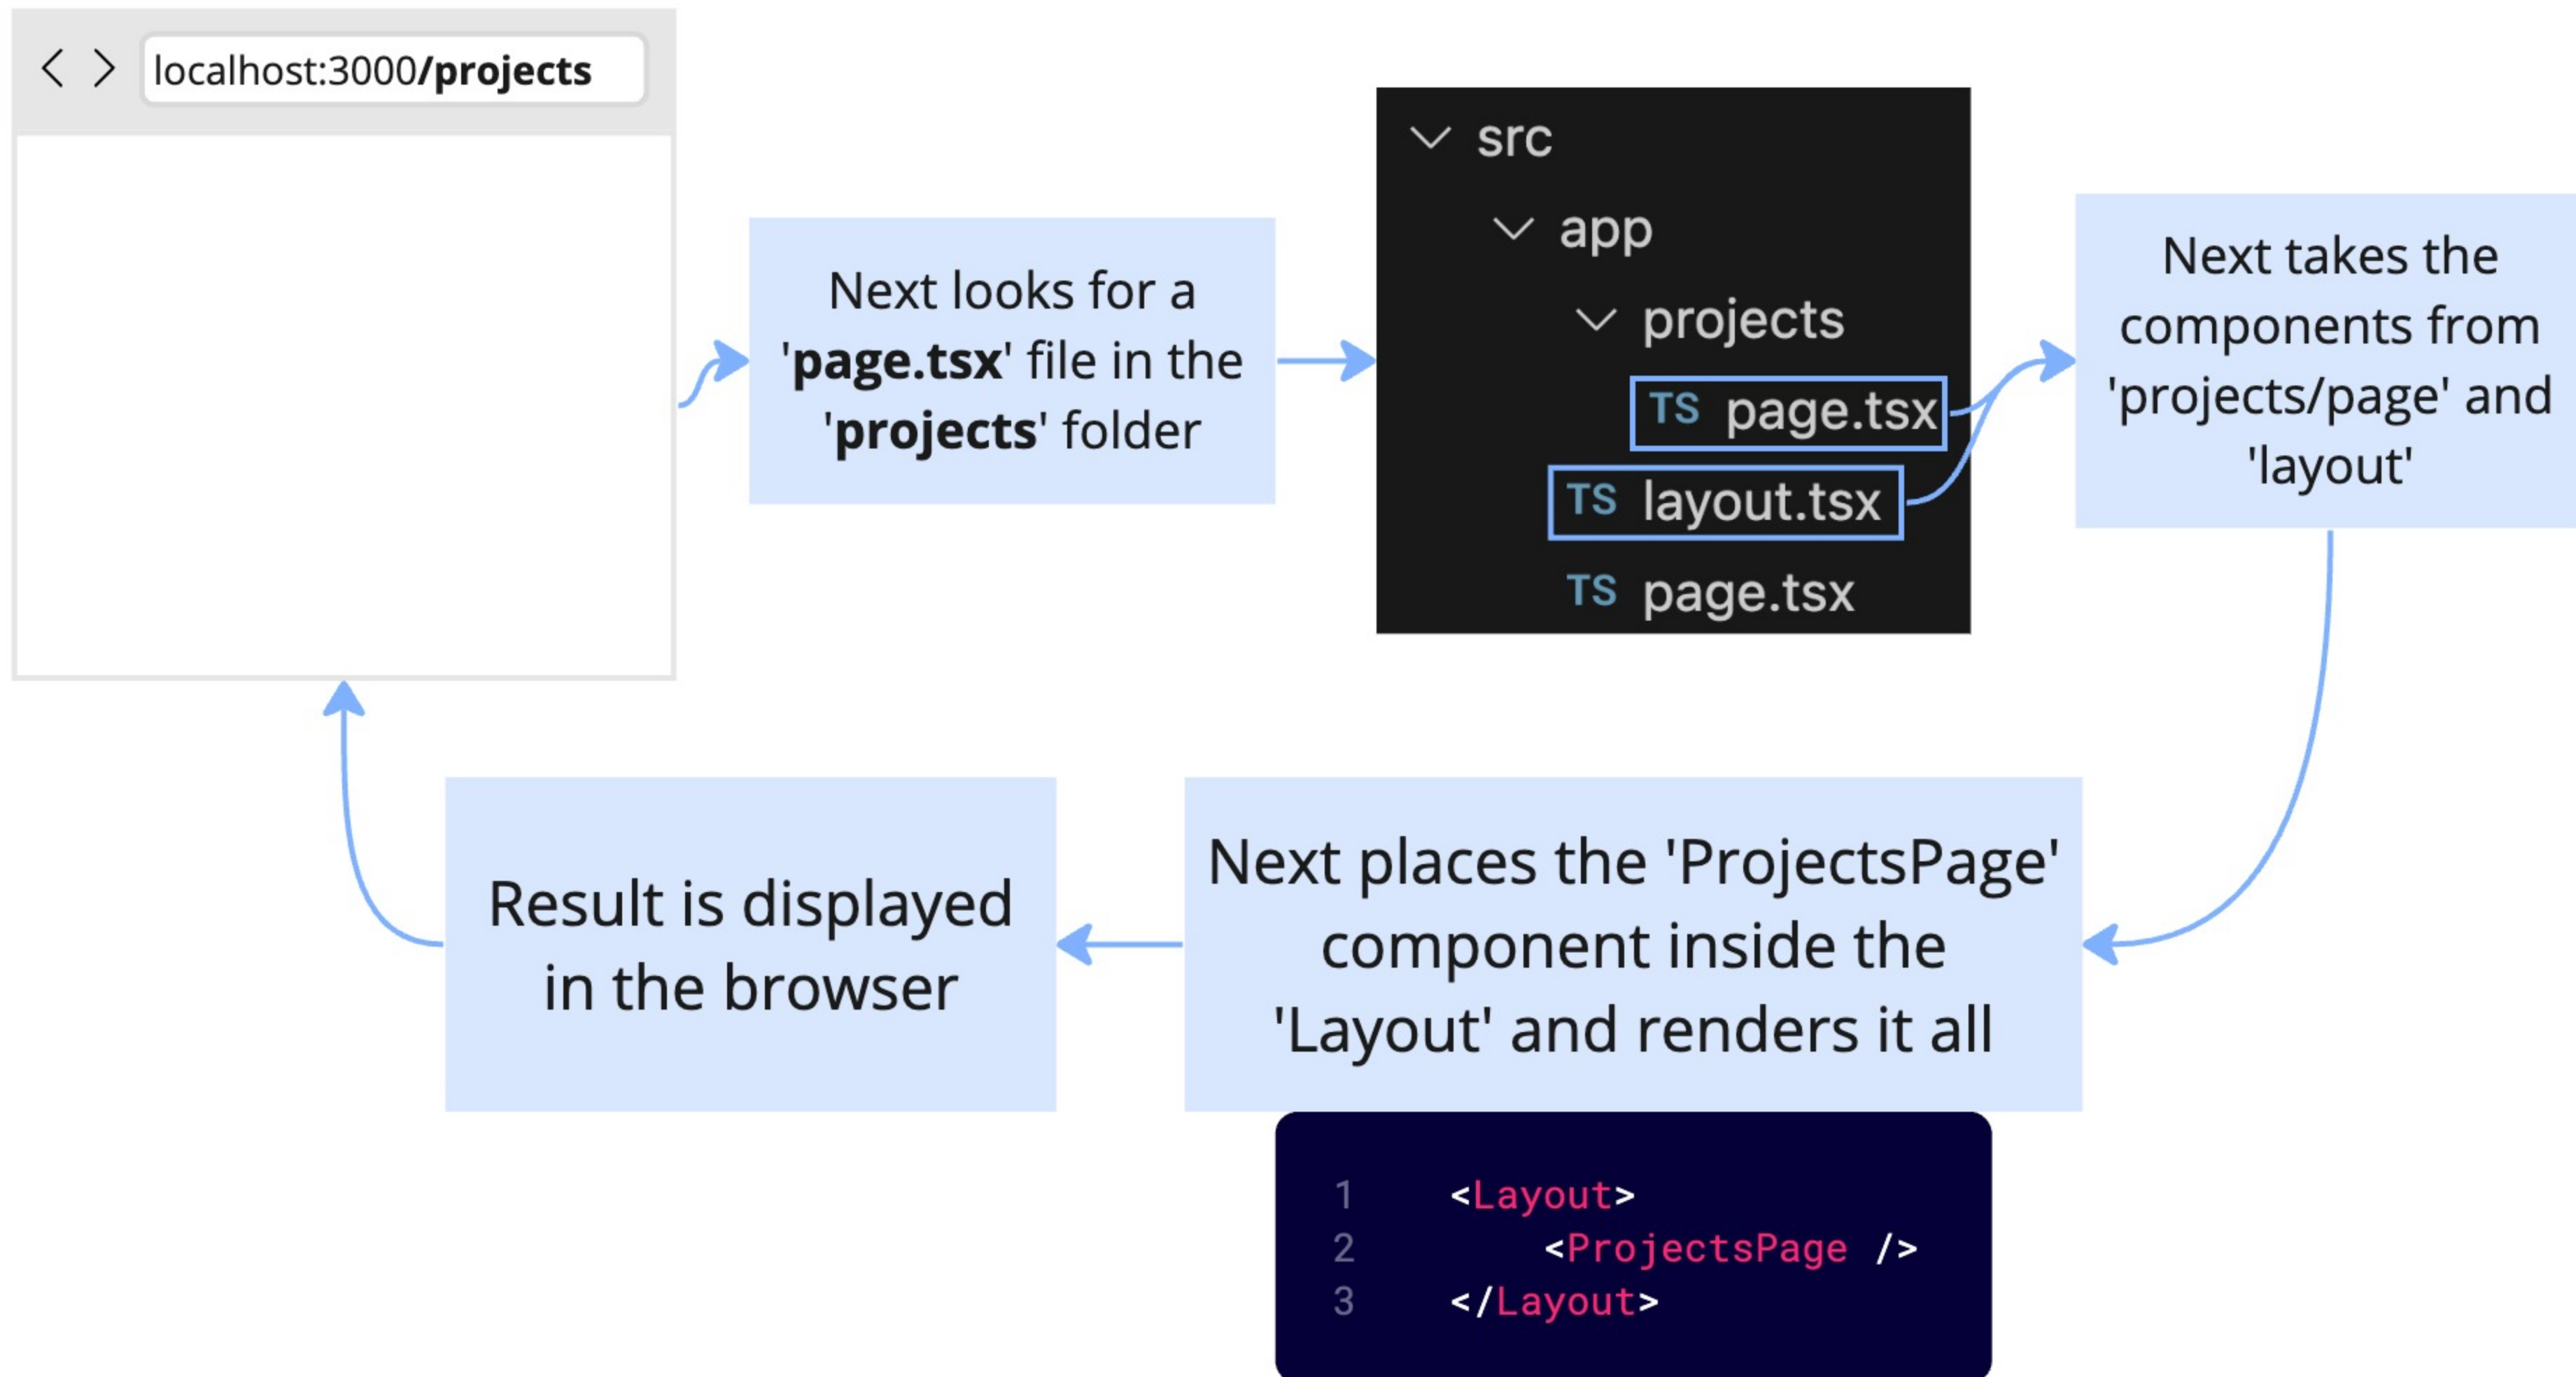 localhost:3000/projects
Next looks for a
'page.tsx' file in the
'projects' folder
src
app
projects
TS page.tsx
TS layout.tsx
TS page.tsx
Next takes the
components from
'projects/page' and
'layout'
Next places the 'ProjectsPage'
component inside the
'Layout' and renders it all
1 <Layout>
2 <ProjectsPage />
3 </Layout>
Result is displayed
in the browser